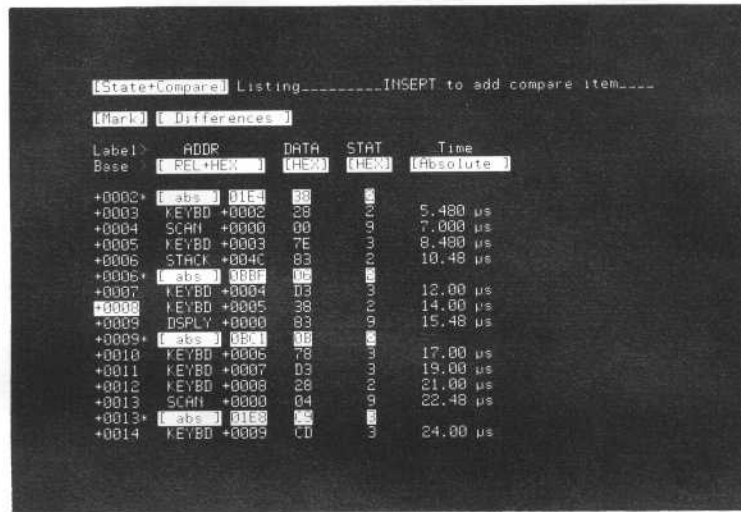 [State+Compare] Listing_________INSERT to add compare item____
[Mark] [ Differences ]
Label> ADDR DATA STAT Time
Base > [ REL+HEX ] [HEX] [HEX] [Absolute ]
+0002* [ abs ] 01E4 38 2
+0003 KEYBD +0002 28 2 5.480 µs
+0004 SCAN +0000 00 9 7.000 µs
+0005 KEYBD +0003 7E 3 8.480 µs
+0006 STACK +004C 83 2 10.48 µs
+0006* [ abs ] 0BBF 06 2
+0007 KEYBD +0004 D3 3 12.00 µs
+0008 KEYBD +0005 38 2 14.00 µs
+0009 DSPLY +0000 83 9 15.48 µs
+0009* [ abs ] 0BC1 0B 2
+0010 KEYBD +0006 78 3 17.00 µs
+0011 KEYBD +0007 D3 3 19.00 µs
+0012 KEYBD +0008 28 2 21.00 µs
+0013 SCAN +0000 04 9 22.48 µs
+0013* [ abs ] 01E8 C9 3
+0014 KEYBD +0009 CD 3 24.00 µs